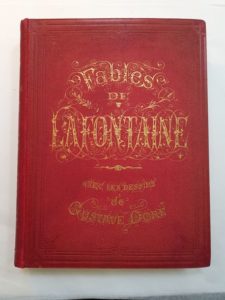 Fables
DE
LAFONTAINE
AVEC LES DESSINS
de
GUSTAVE DORÉ